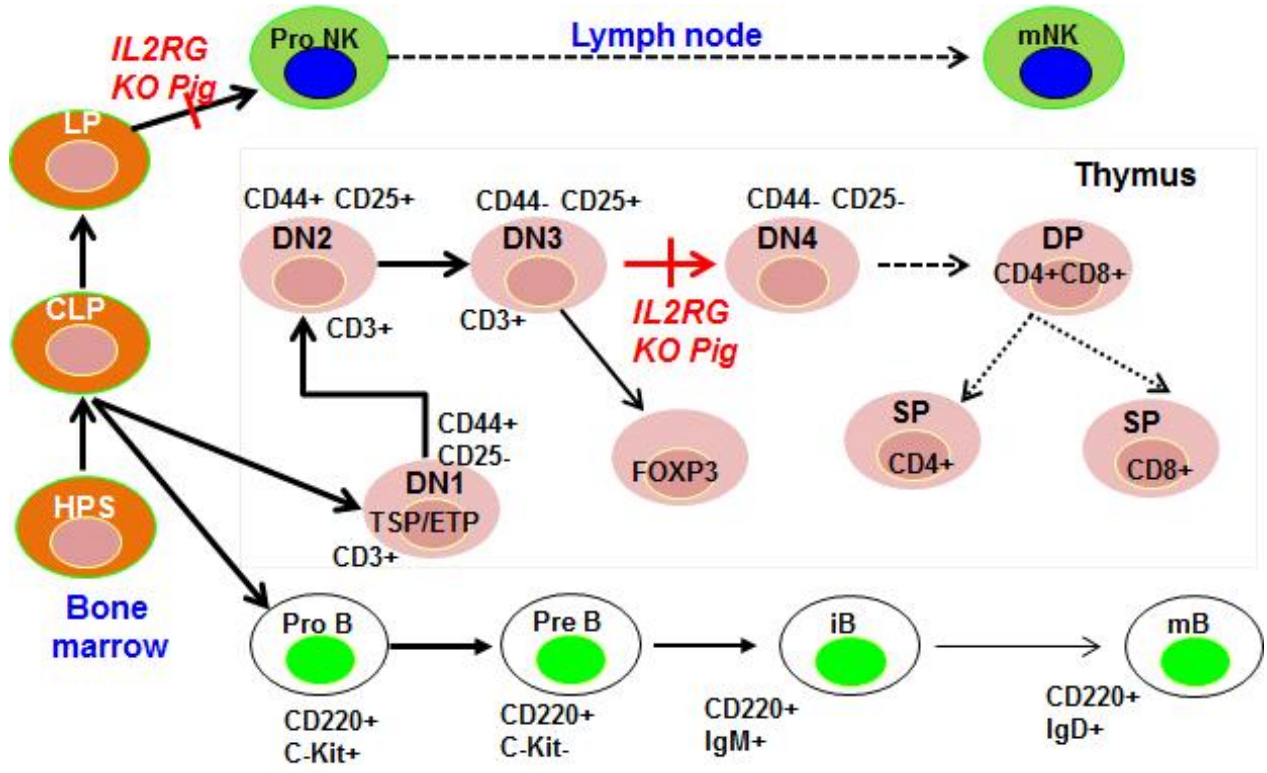 IL2RG
KO Pig
Pro NK
Lymph node
mNK
LP
Thymus
CD44+ CD25+
DN2
CD3+
CD44- CD25+
DN3
CD3+
IL2RG
KO Pig
CD44- CD25-
DN4
DP
CD4+CD8+
CLP
CD44+
CD25-
DN1
TSP/ETP
CD3+
FOXP3
SP
CD4+
SP
CD8+
HPS
Bone
marrow
Pro B
CD220+
C-Kit+
Pre B
CD220+
C-Kit-
iB
CD220+
IgM+
mB
CD220+
IgD+